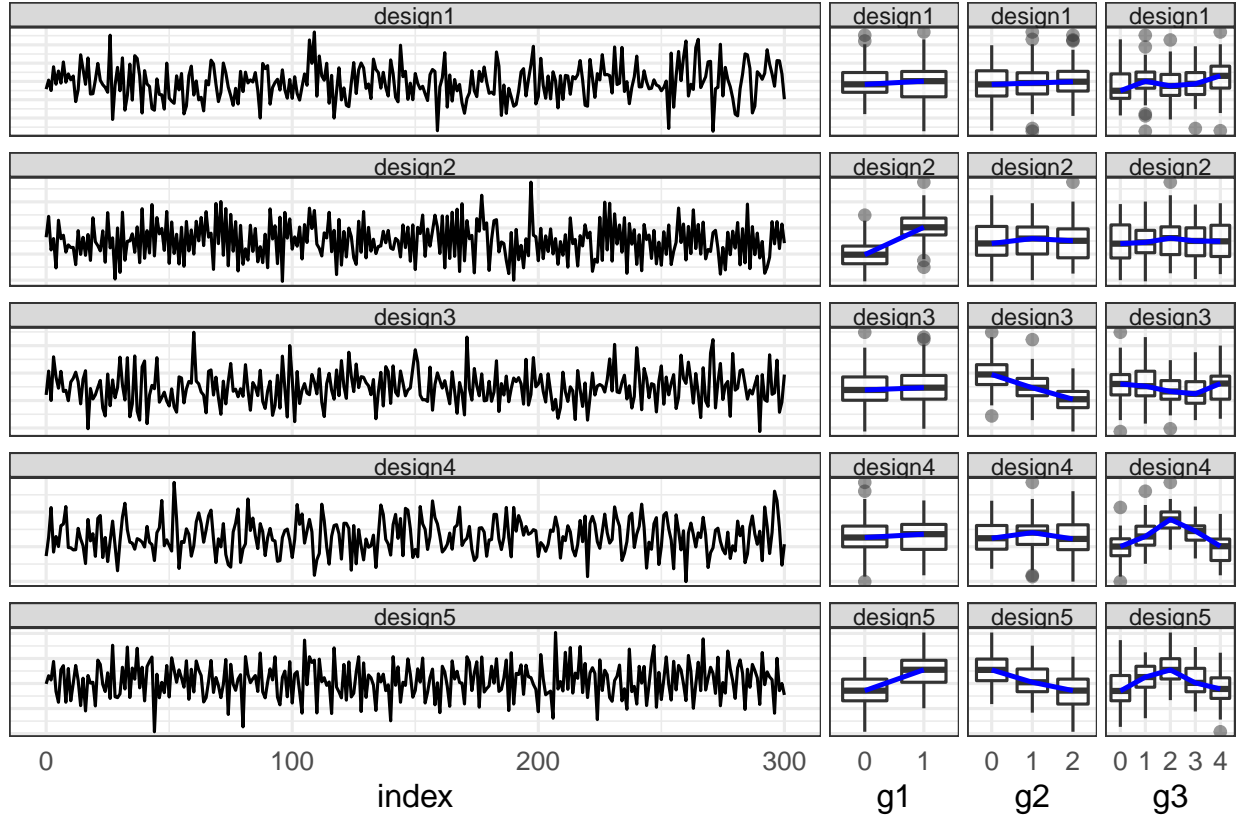 design1 design1 design1 design1
design2 design2 design2 design2
design3 design3 design3 design3
design4 design4 design4 design4
design5 design5 design5 design5
0 100 200 300 0 1 0 1 2 0 1 2 3 4
index g1 g2 g3